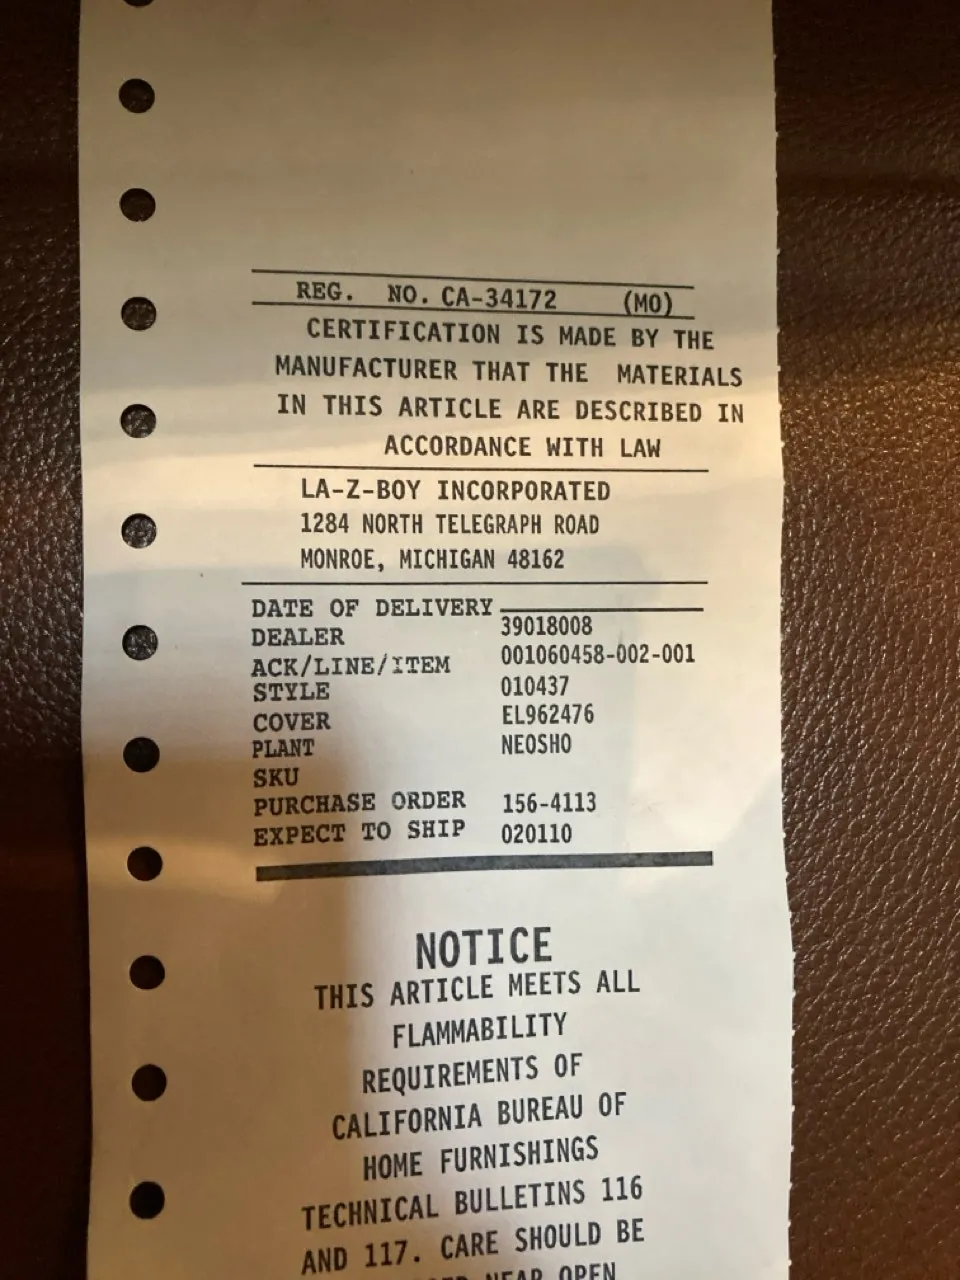 REG. NO. CA-34172 (MO)
CERTIFICATION IS MADE BY THE
MANUFACTURER THAT THE MATERIALS
IN THIS ARTICLE ARE DESCRIBED IN
ACCORDANCE WITH LAW
LA-Z-BOY INCORPORATED
1284 NORTH TELEGRAPH ROAD
MONROE, MICHIGAN 48162
DATE OF DELIVERY
DEALER 39018008
ACK/LINE/ITEM 001060458-002-001
STYLE 010437
COVER EL962476
PLANT NEOSHO
SKU
PURCHASE ORDER 156-4113
EXPECT TO SHIP 020110
NOTICE
THIS ARTICLE MEETS ALL
FLAMMABILITY
REQUIREMENTS OF
CALIFORNIA BUREAU OF
HOME FURNISHINGS
TECHNICAL BULLETINS 116
AND 117. CARE SHOULD BE
NEAR OPEN